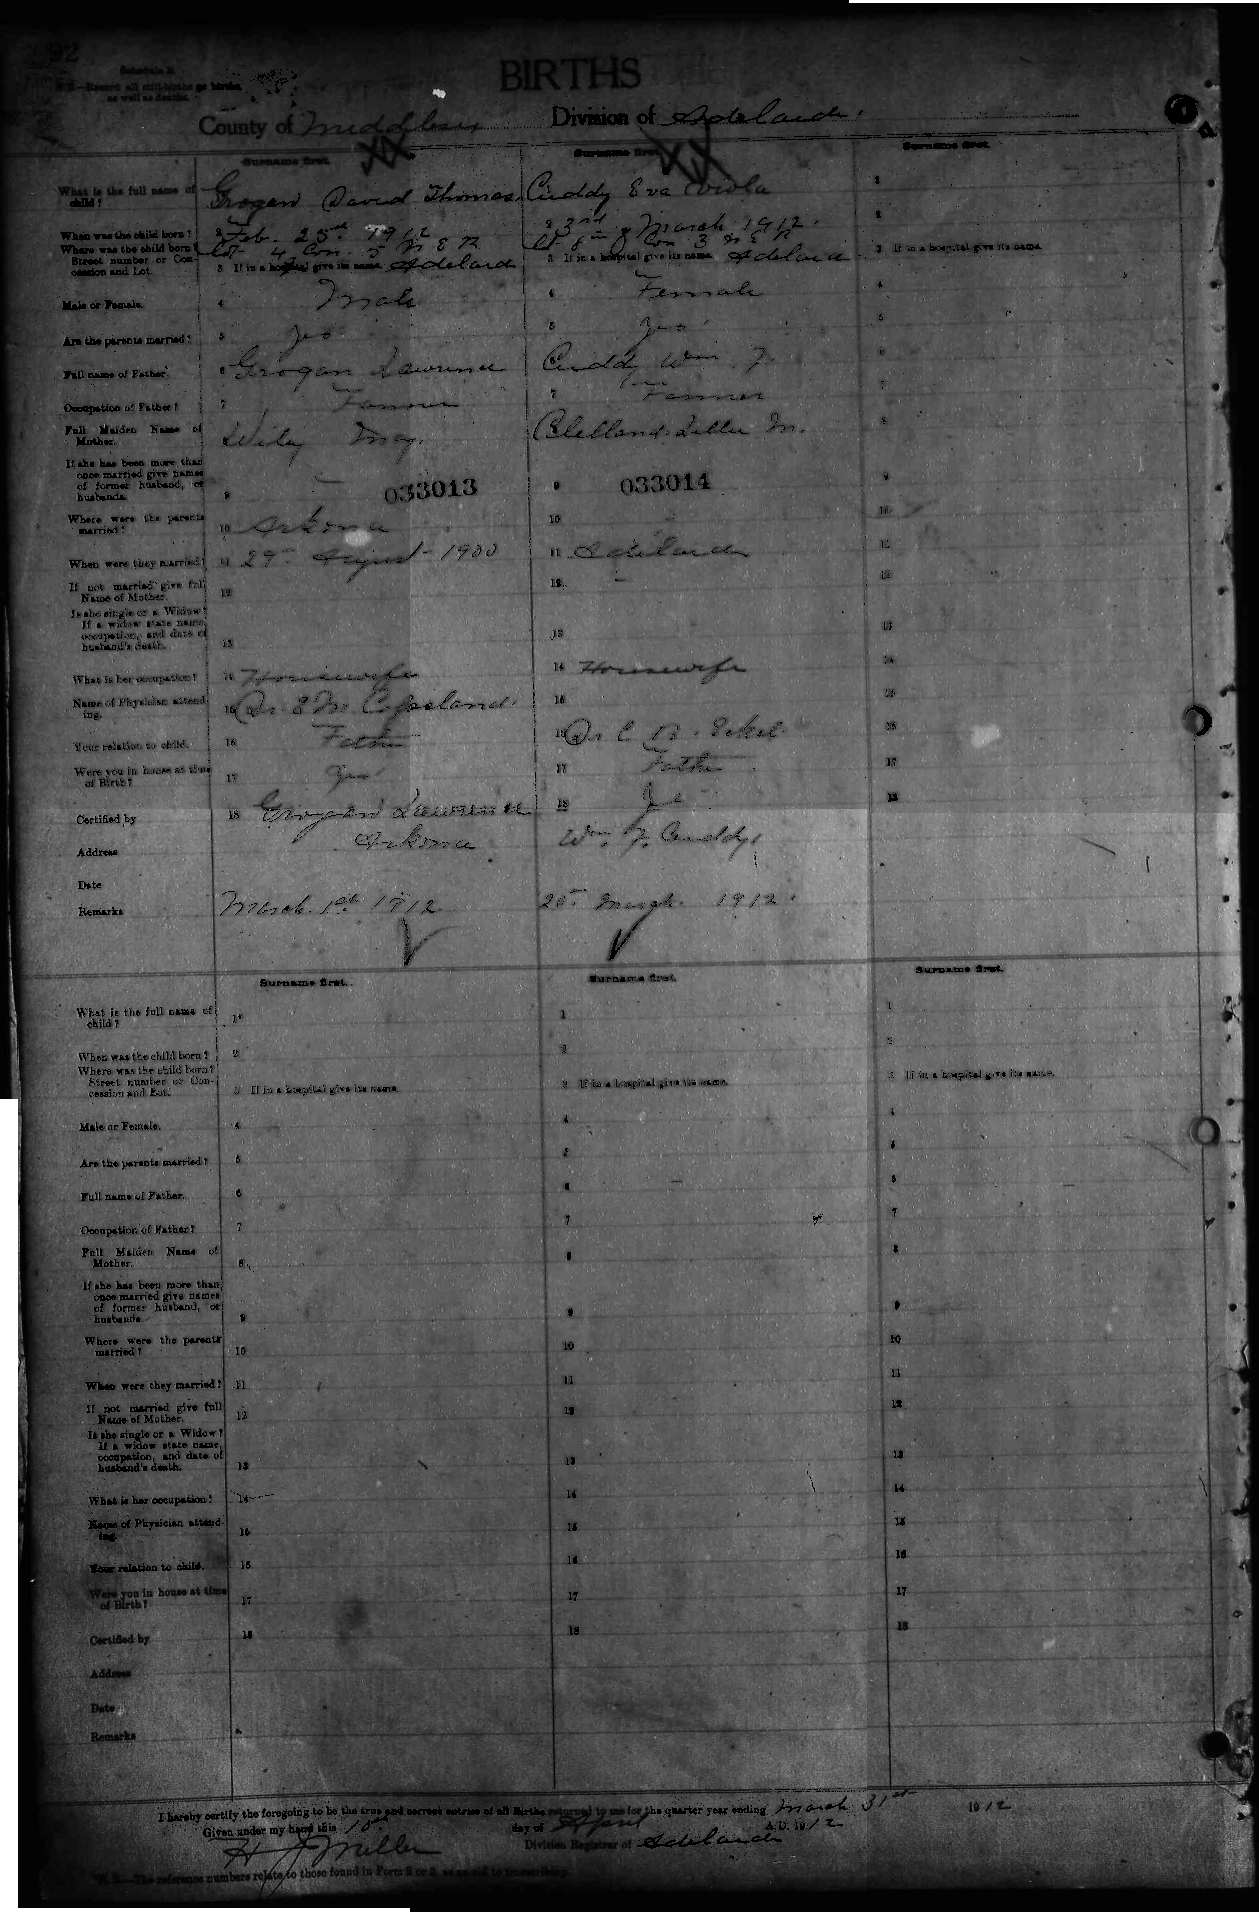 92
Schedule B.
N.B.—Record all still-births as births,
as well as deaths.
BIRTHS
County of Middlesex Division of Adelaide.
Surname first. Surname first. Surname first.
What is the full name of child? Grogan David Thomas. Cuddy Eva Viola 1
When was the child born? 2 Feb. 25th 1912 2 3rd March 1912. 2
Where was the child born? Street number or Concession and Lot. lot 4 Con. 5 N E R lot 8 Con 3 N E R
3 If in a hospital give its name. Adelaide 3 If in a hospital give its name. Adelaide 3 If in a hospital give its name.
Male or Female. 4 Male 4 Female 4
Are the parents married? 5 Yes 5 Yes 5
Full name of Father. 6 Grogan Lawrence Cuddy Wm F. 6
Occupation of Father? 7 Farmer 7 Farmer 7
Full Maiden Name of Mother. Wiley May. Clelland M. 8
If she has been more than once married give names of former husband, or husbands. 9 — 033013 9 033014 9
Where were the parents married? 10 Arkona 10 10
When were they married? 11 29th August 1900 11 Adelaide 11
If not married give full Name of Mother. 12 12 — 12
Is she single or a Widow? If a widow state name, occupation, and date of husband's death. 13 13 13
What is her occupation? 14 Housewife 14 Housewife 14
Name of Physician attending. 15 Dr. Copeland. 15
Your relation to child. 16 Father Dr C B. 16
Were you in house at time of Birth? 17 Yes 17 Father 17
Certified by 18 Grogan Lawrence 18 Yes 18
Address Arkona Wm. F. Cuddy.
Date
Remarks March 1st 1912 March 1912.
Surname first. Surname first. Surname first.
What is the full name of child? 1 1 1
When was the child born? 2 2 2
Where was the child born? Street number or Concession and Lot.
3 If in a hospital give its name. 3 If in a hospital give its name. 3 If in a hospital give its name.
Male or Female. 4 4 4
Are the parents married? 5 5 5
Full name of Father. 6 6 6
Occupation of Father? 7 7 7
Full Maiden Name of Mother. 8 8 8
If she has been more than once married give names of former husband, or husbands. 9 9 9
Where were the parents married? 10 10 10
When were they married? 11 11 11
If not married give full Name of Mother. 12 12 12
Is she single or a Widow? If a widow state name, occupation, and date of husband's death. 13 13 13
What is her occupation? 14 14 14
Name of Physician attending. 15 15 15
Your relation to child. 16 16 16
Were you in house at time of Birth? 17 17 17
Certified by 18 18 18
Address
Date
Remarks
I hereby certify the foregoing to be the true and correct entries of all Births returned to me for the quarter year ending March 31st 1912
Given under my hand this 10th day of April A.D. 1912
H J Miller Division Registrar of Adelaide
N.B.—The reference numbers relate to those found in Form 2 or 3, as an aid to transcribing.